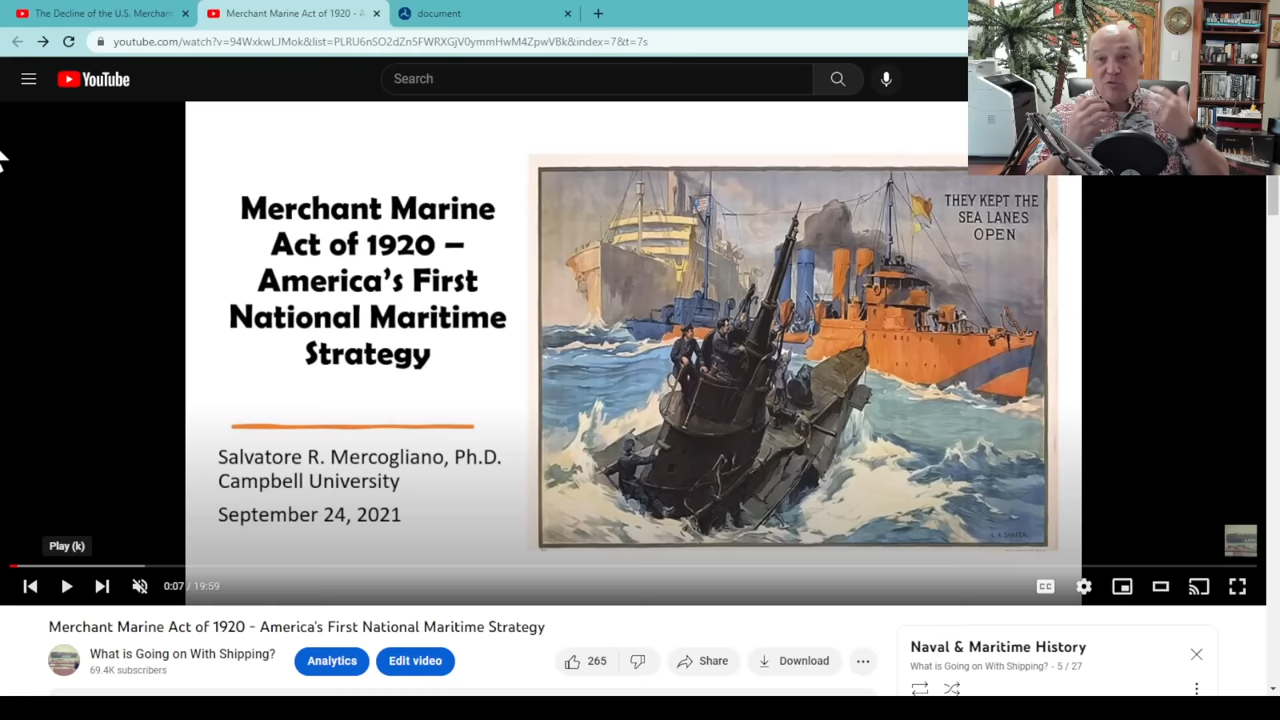 The Decline of the U.S. Merchant
Merchant Marine Act of 1920 - A
document
youtube.com/watch?v=94WxkwLJMok&list=PLRU6nSO2dZn5FWRXGjV0ymmHwM4ZpwVBk&index=7&t=7s
YouTube
Search
THEY KEPT THE
SEA LANES
OPEN
Merchant Marine
Act of 1920 –
America's First
National Maritime
Strategy
Salvatore R. Mercogliano, Ph.D.
Campbell University
September 24, 2021
Play (k)
0:07 / 19:59
CC
Merchant Marine Act of 1920 - America's First National Maritime Strategy
What is Going on With Shipping?
69.4K subscribers
Analytics
Edit video
265
Share
Download
Naval & Maritime History
What is Going on With Shipping? - 5 / 27